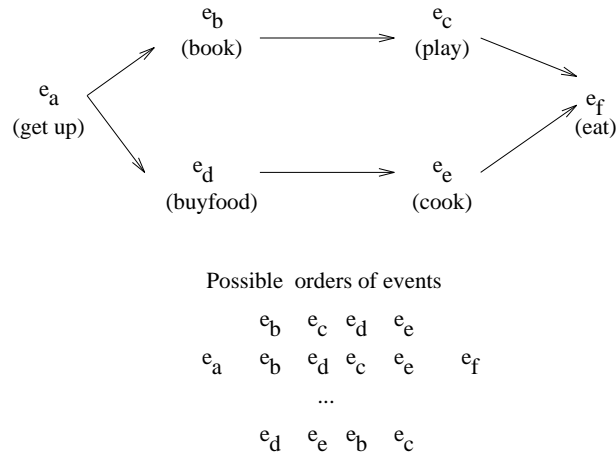 e_b e_c
(book) (play)
e_a e_f
(get up) (eat)
e_d e_e
(buyfood) (cook)
Possible orders of events
e_b e_c e_d e_e
e_a e_b e_d e_c e_e e_f
...
e_d e_e e_b e_c